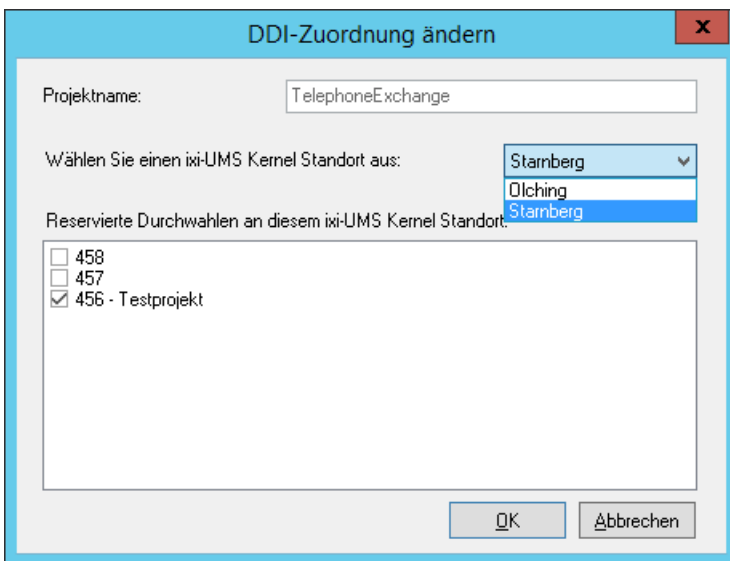 DDI-Zuordnung ändern
x
Projektname: TelephoneExchange
Wählen Sie einen ixi-UMS Kernel Standort aus: Starnberg
Olching
Starnberg
Reservierte Durchwahlen an diesem ixi-UMS Kernel Standort:
458
457
456 - Testprojekt
OK Abbrechen